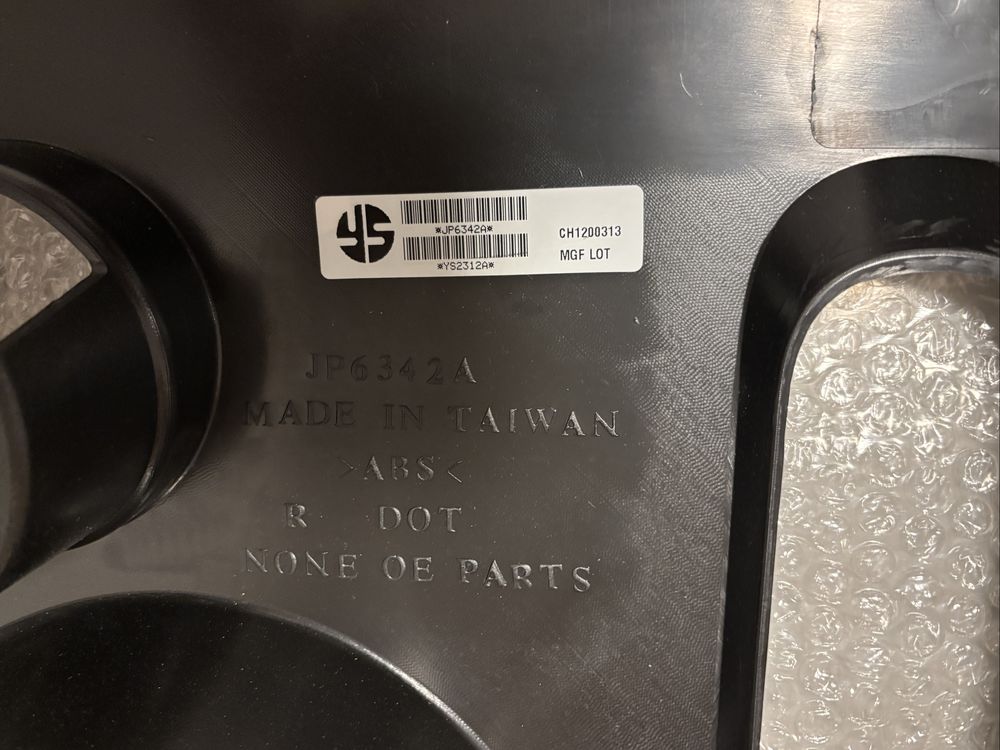 YS
*JP6342A*
*YS2312A*
CH1200313
MGF LOT
JP6342A
MADE IN TAIWAN
>ABS<
R DOT
NONE OE PARTS